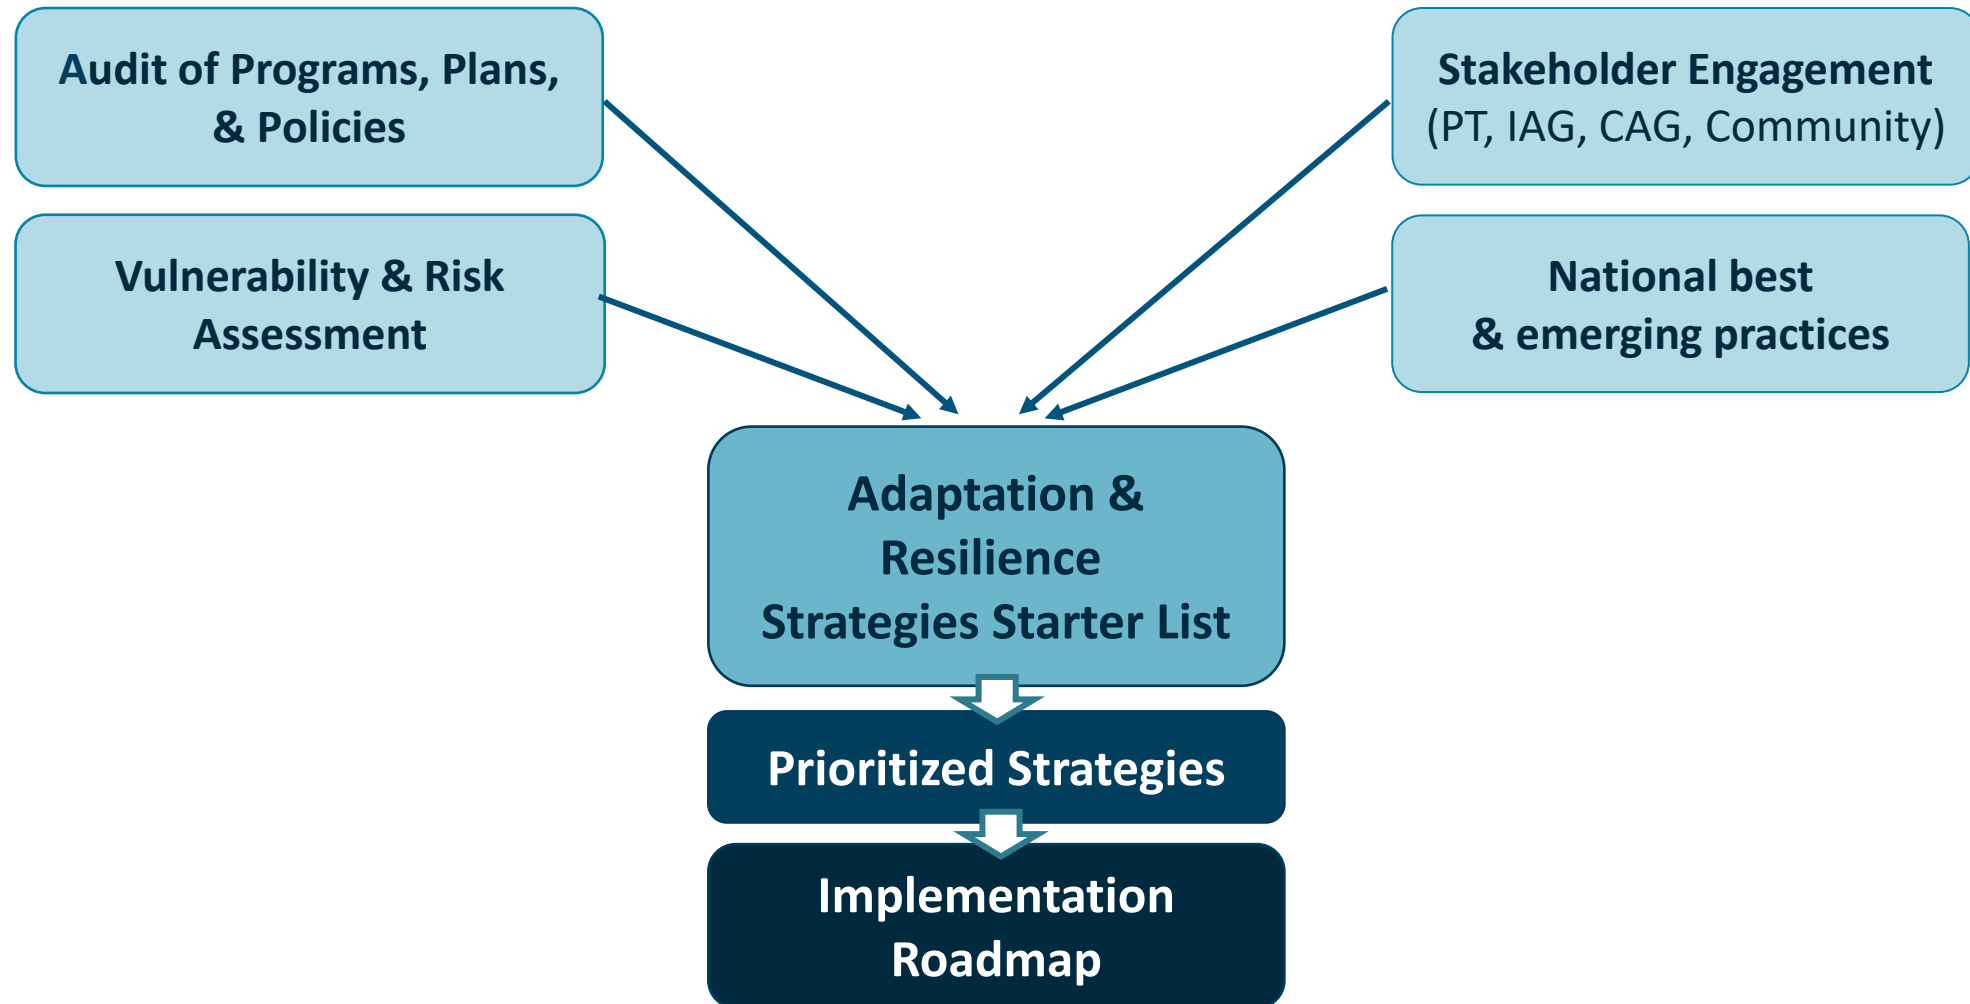 Audit of Programs, Plans,
& Policies
Stakeholder Engagement
(PT, IAG, CAG, Community)
Vulnerability & Risk
Assessment
National best
& emerging practices
Adaptation &
Resilience
Strategies Starter List
Prioritized Strategies
Implementation
Roadmap